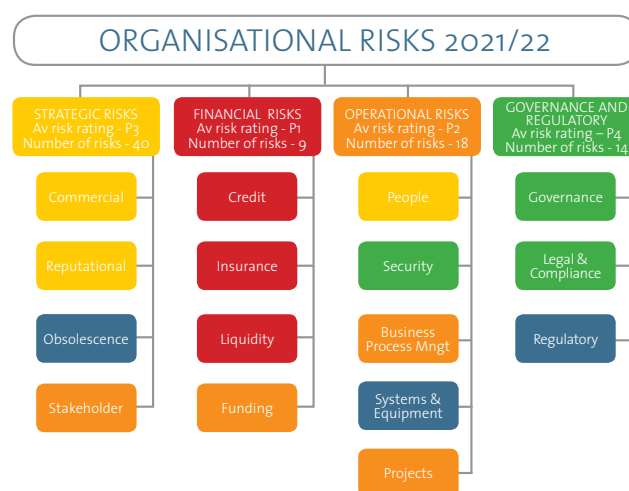 ORGANISATIONAL RISKS 2021/22
STRATEGIC RISKS
Av risk rating - P3
Number of risks - 40
FINANCIAL RISKS
Av risk rating - P1
Number of risks - 9
OPERATIONAL RISKS
Av risk rating - P2
Number of risks - 18
GOVERNANCE AND
REGULATORY
Av risk rating – P4
Number of risks - 14
Commercial
Credit
People
Governance
Reputational
Insurance
Security
Legal &
Compliance
Obsolescence
Liquidity
Business
Process Mngt
Regulatory
Stakeholder
Funding
Systems &
Equipment
Projects